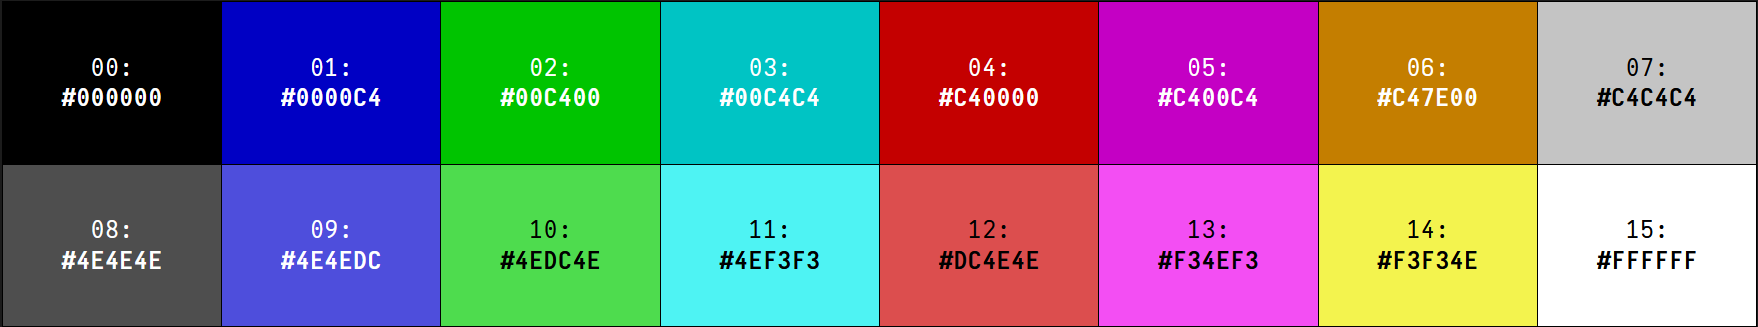 00:
#000000
01:
#0000C4
02:
#00C400
03:
#00C4C4
04:
#C40000
05:
#C400C4
06:
#C47E00
07:
#C4C4C4
08:
#4E4E4E
09:
#4E4EDC
10:
#4EDC4E
11:
#4EF3F3
12:
#DC4E4E
13:
#F34EF3
14:
#F3F34E
15:
#FFFFFF